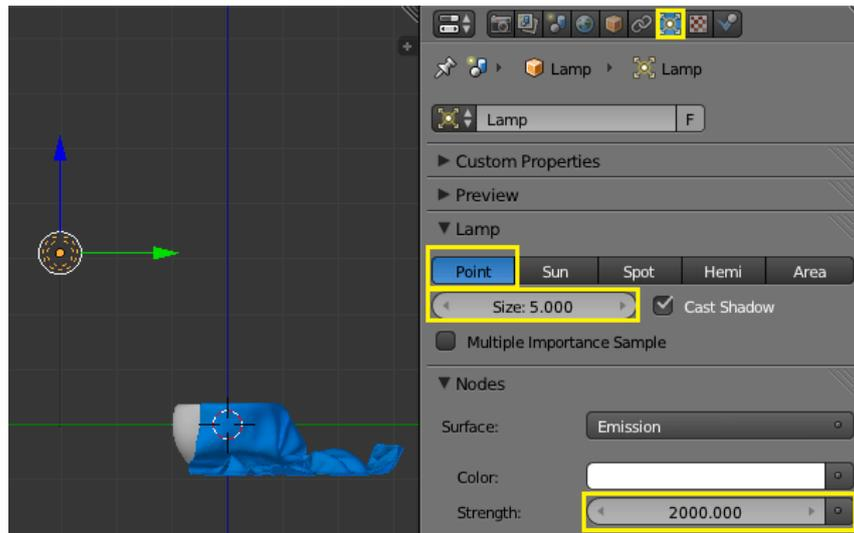 Lamp Lamp
Lamp F
Custom Properties
Preview
Lamp
Point Sun Spot Hemi Area
Size: 5.000 Cast Shadow
Multiple Importance Sample
Nodes
Surface: Emission
Color:
Strength: 2000.000